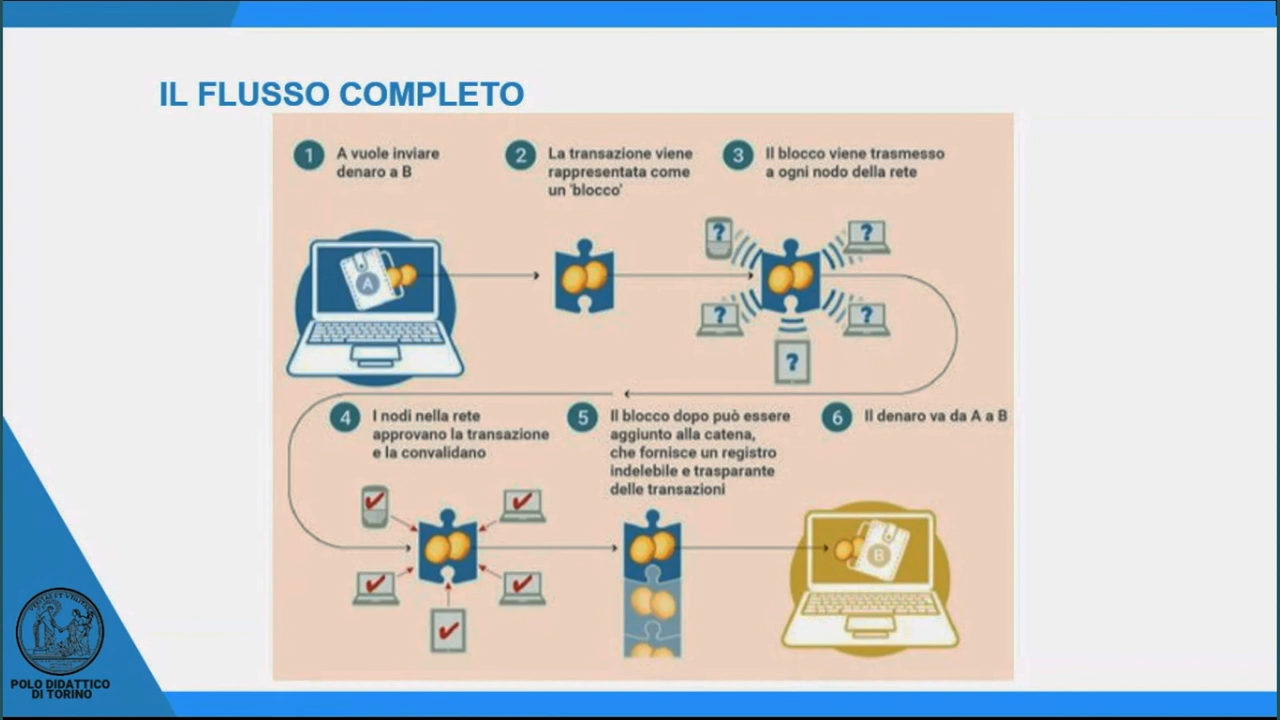 IL FLUSSO COMPLETO
1
A vuole inviare
denaro a B
2
La transazione viene
rappresentata come
un 'blocco'
3
Il blocco viene trasmesso
a ogni nodo della rete
A
?
?
?
?
?
4
I nodi nella rete
approvano la transazione
e la convalidano
5
Il blocco dopo può essere
aggiunto alla catena,
che fornisce un registro
indelebile e trasparante
delle transazioni
6
Il denaro va da A a B
B
POLO DIDATTICO
DI TORINO